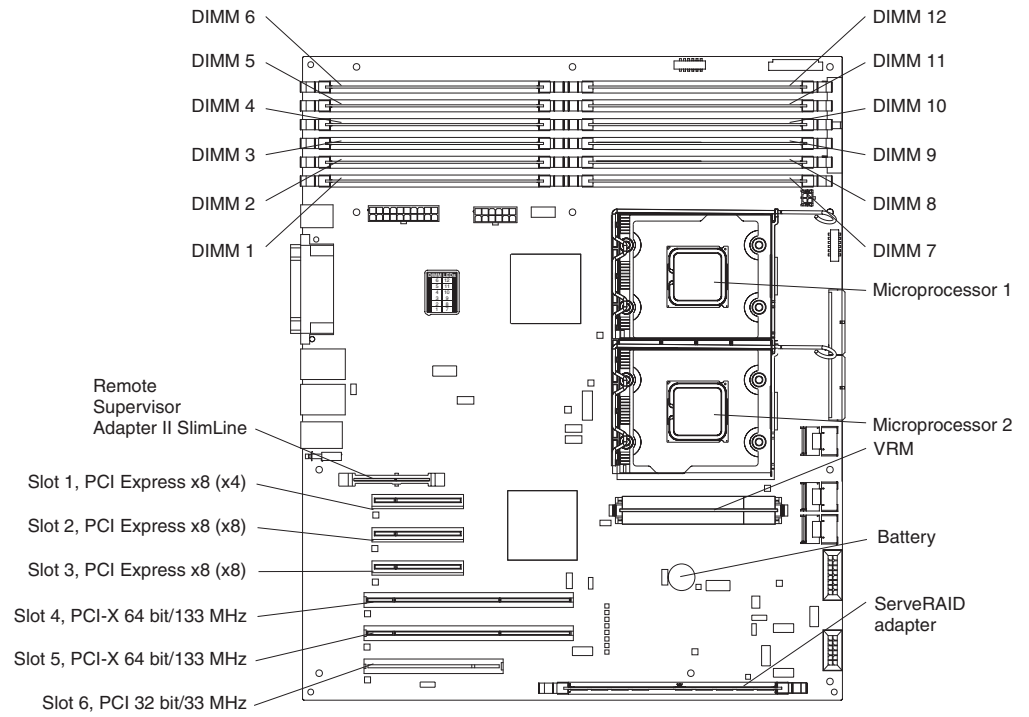 DIMM 6
DIMM 5
DIMM 4
DIMM 3
DIMM 2
DIMM 1
DIMM 12
DIMM 11
DIMM 10
DIMM 9
DIMM 8
DIMM 7
Microprocessor 1
Remote
Supervisor
Adapter II SlimLine
Microprocessor 2
VRM
Slot 1, PCI Express x8 (x4)
Slot 2, PCI Express x8 (x8)
Slot 3, PCI Express x8 (x8)
Slot 4, PCI-X 64 bit/133 MHz
Slot 5, PCI-X 64 bit/133 MHz
Slot 6, PCI 32 bit/33 MHz
Battery
ServeRAID
adapter